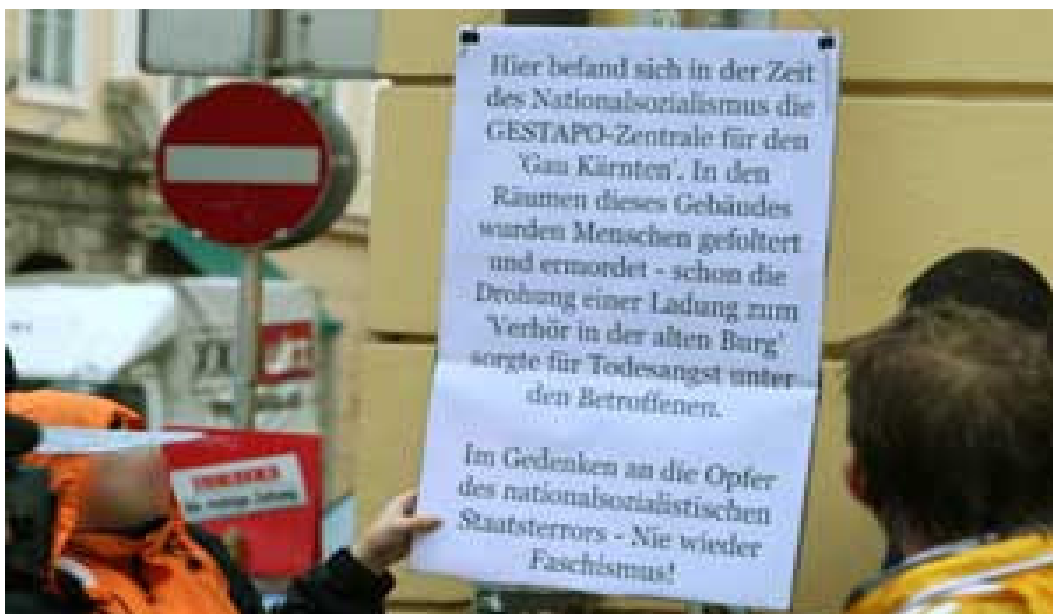 Hier befand sich in der Zeit
des Nationalsozialismus die
GESTAPO-Zentrale für den
'Gau Kärnten'. In den
Räumen dieses Gebäudes
wurden Menschen gefoltert
und ermordet - schon die
Drohung einer Ladung zum
'Verhör in der alten Burg'
sorgte für Todesangst unter
den Betroffenen.
Im Gedenken an die Opfer
des nationalsozialistischen
Staatsterrors - Nie wieder
Faschismus!